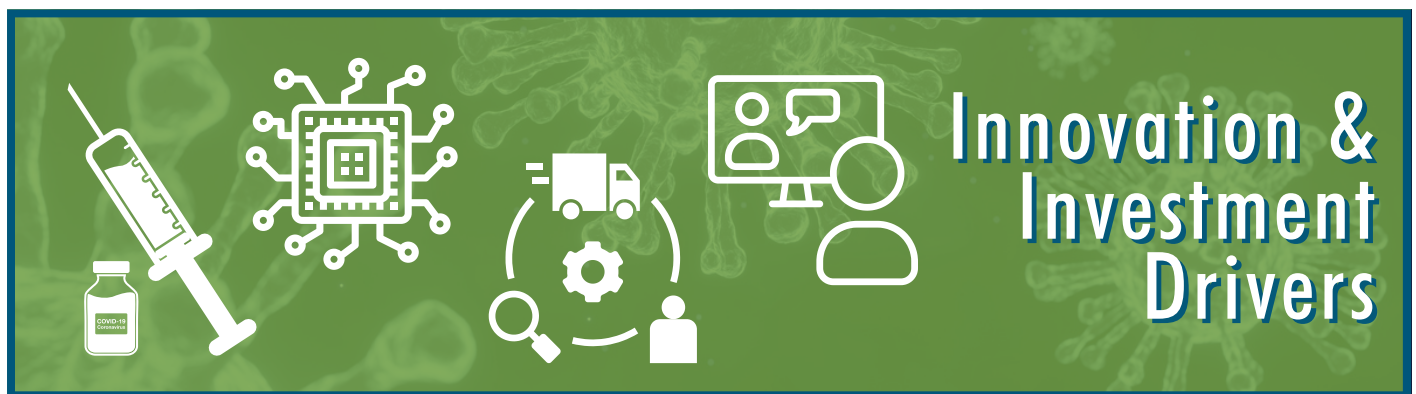 COVID-19
Coronavirus
Innovation &
Investment
Drivers